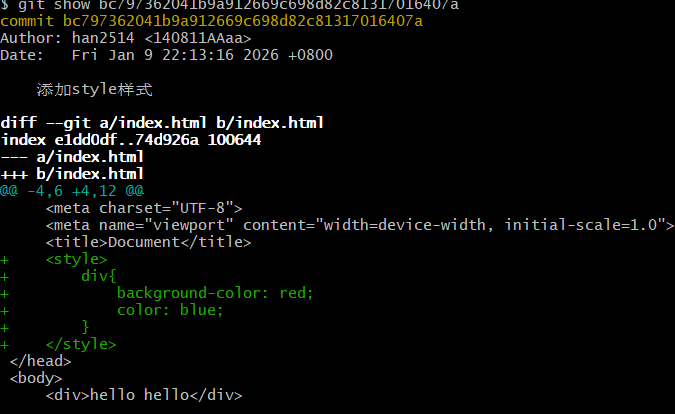 $ git show bc797362041b9a912669c698d82c81317016407a
commit bc797362041b9a912669c698d82c81317016407a
Author: han2514 <140811AAaa>
Date:   Fri Jan 9 22:13:16 2026 +0800

    添加style样式

diff --git a/index.html b/index.html
index e1dd0df..74d926a 100644
--- a/index.html
+++ b/index.html
@@ -4,6 +4,12 @@
     <meta charset="UTF-8">
     <meta name="viewport" content="width=device-width, initial-scale=1.0">
     <title>Document</title>
+    <style>
+        div{
+            background-color: red;
+            color: blue;
+        }
+    </style>
 </head>
 <body>
     <div>hello hello</div>